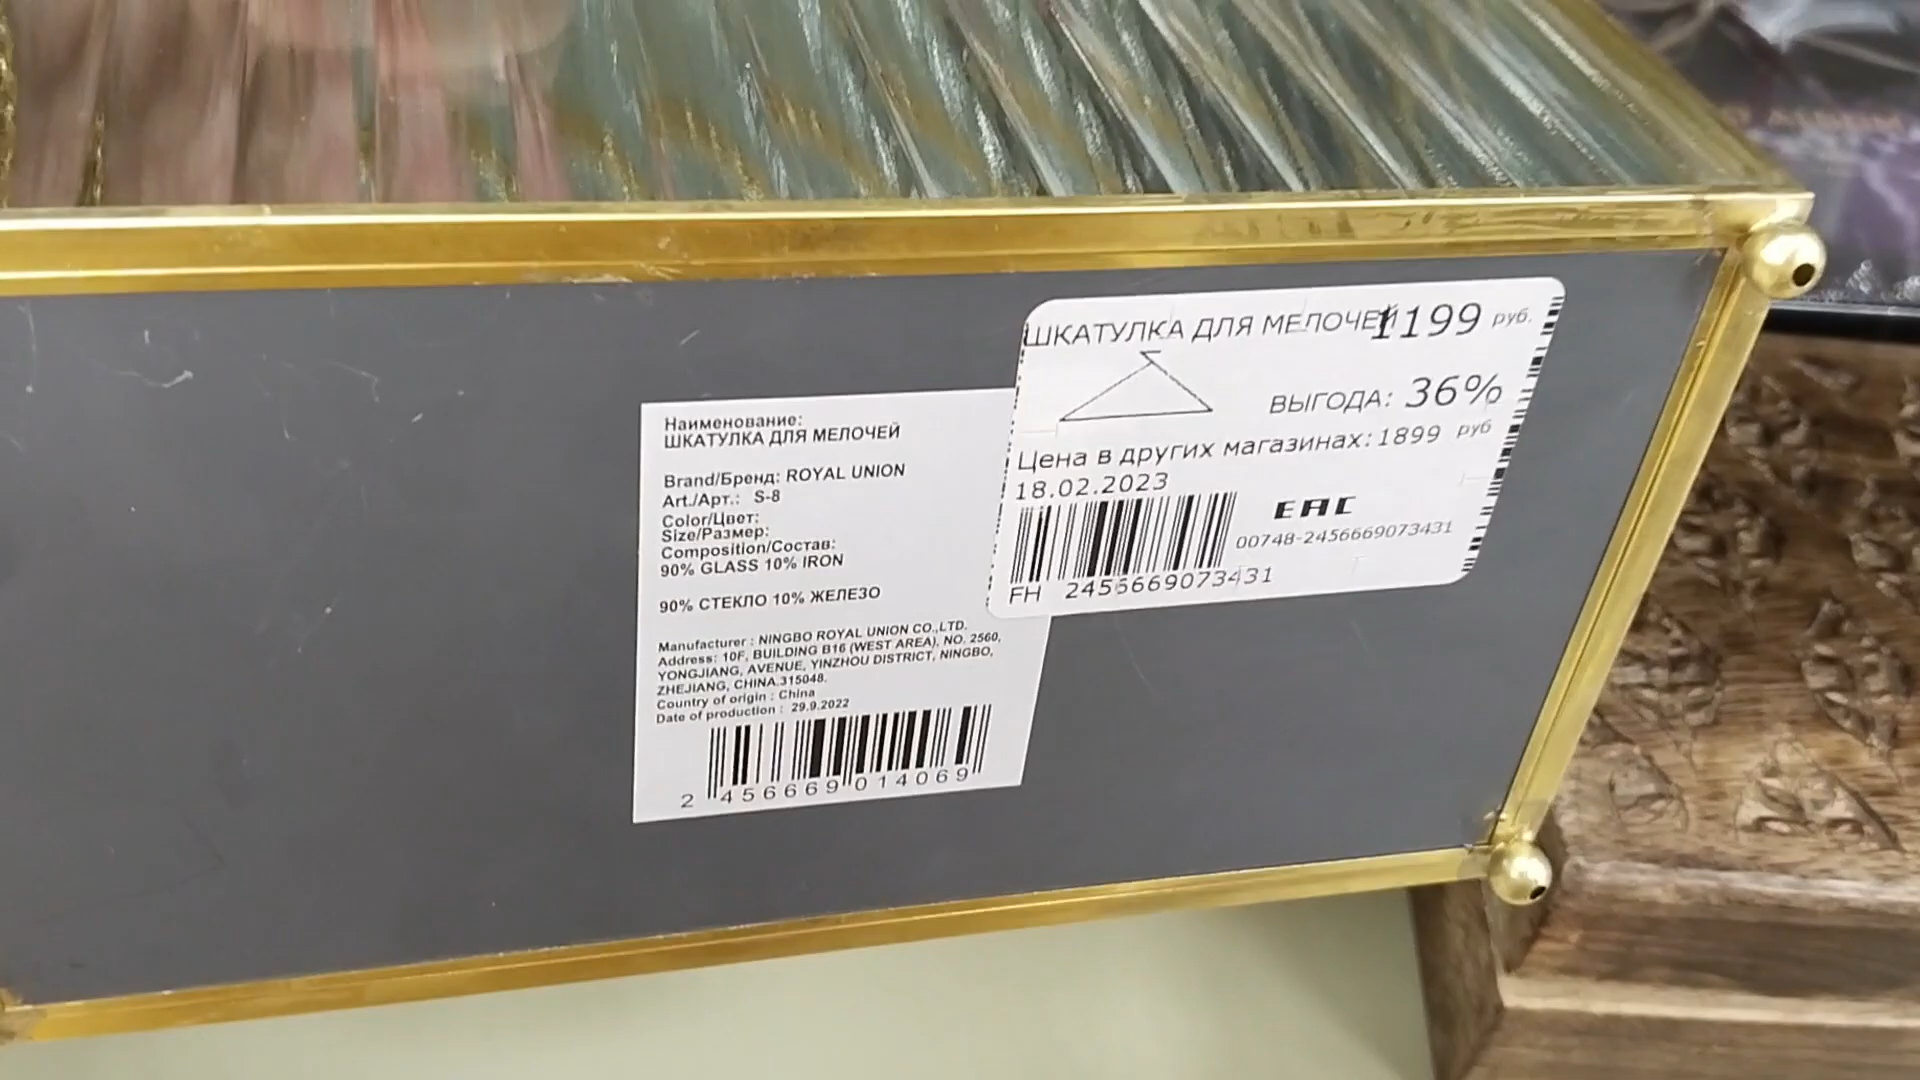 Наименование:
ШКАТУЛКА ДЛЯ МЕЛОЧЕЙ
Brand/Бренд: ROYAL UNION
Art./Арт.: S-8
Color/Цвет:
Size/Размер:
Composition/Состав:
90% GLASS 10% IRON
90% СТЕКЛО 10% ЖЕЛЕЗО
Manufacturer : NINGBO ROYAL UNION CO.,LTD.
Address: 10F, BUILDING B16 (WEST AREA), NO. 2560,
YONGJIANG, AVENUE, YINZHOU DISTRICT, NINGBO,
ZHEJIANG, CHINA.315048.
Country of origin : China
Date of production : 29.9.2022
2 456669 014069
ШКАТУЛКА ДЛЯ МЕЛОЧЕЙ 1199 руб.
ВЫГОДА: 36%
Цена в других магазинах: 1899 руб
18.02.2023
EAC
00748-2456669073431
FH 2456669073431